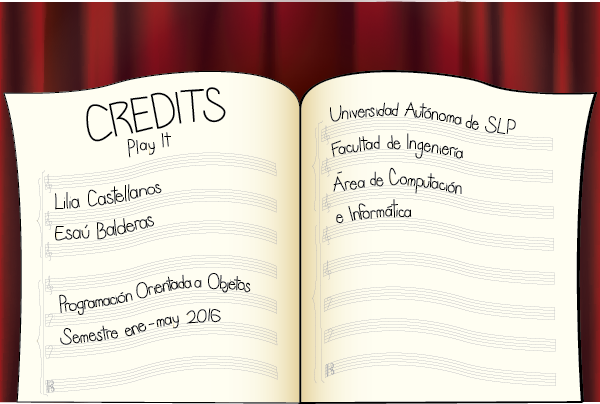 CREDITS
Play It
Lilia Castellanos
Esaú Balderas
Programación Orientada a Objetos
Semestre ene-may 2016
Universidad Autónoma de SLP
Facultad de Ingeniería
Área de Computación
e Informática